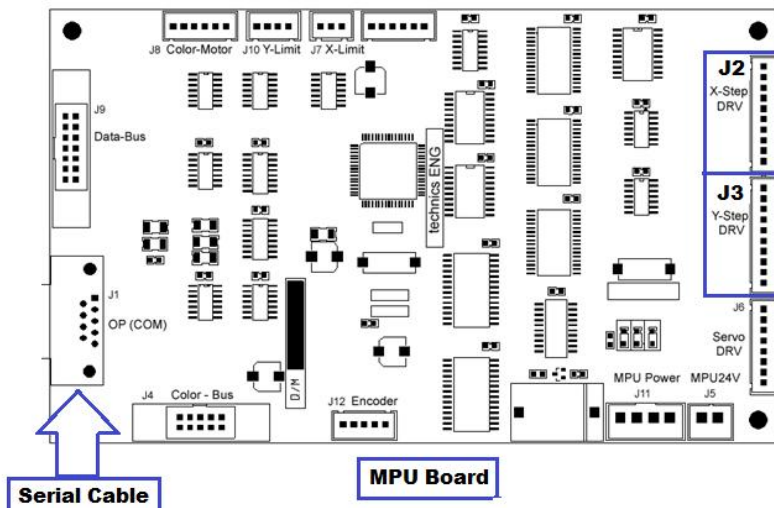 J8 Color-Motor
J10 Y-Limit
J7 X-Limit
J9
Data-Bus
J2
X-Step
DRV
technics ENG
J3
Y-Step
DRV
J1
OP (COM)
J6
Servo
DRV
D/M
J4 Color - Bus
J12 Encoder
MPU Power
J11
MPU24V
J5
Serial Cable
MPU Board